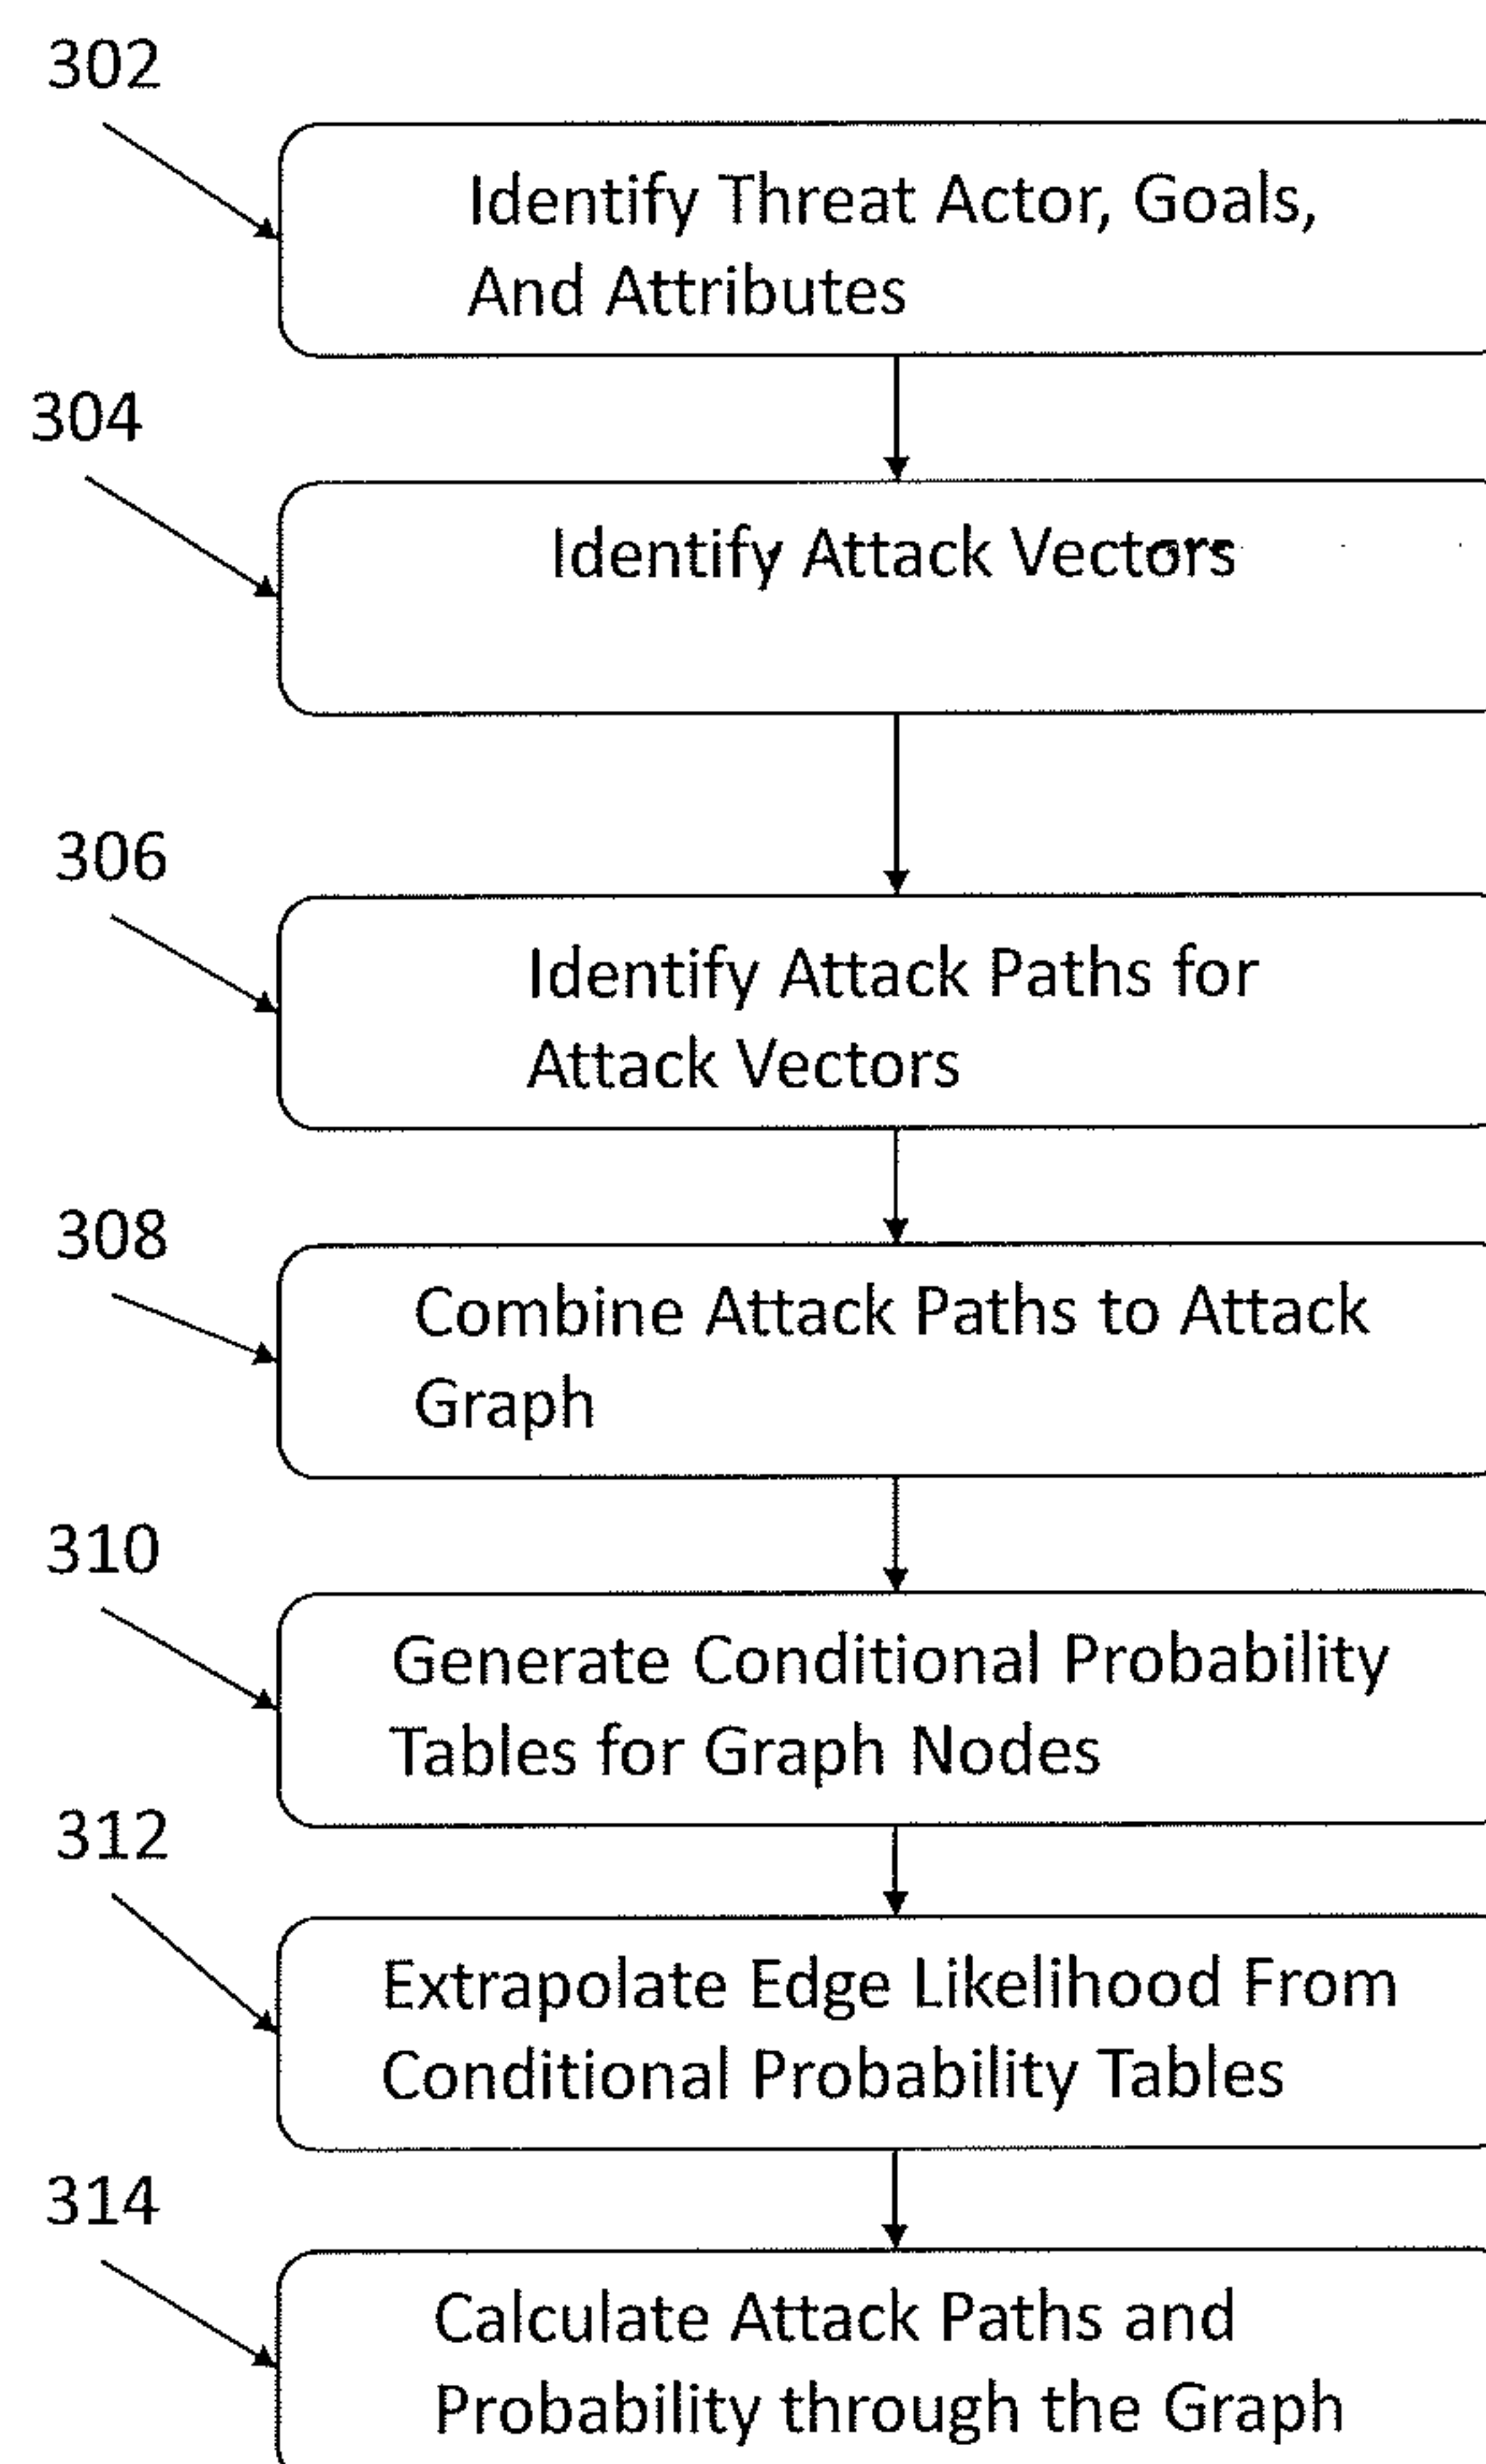 302
Identify Threat Actor, Goals,
And Attributes
304
Identify Attack Vectors
306
Identify Attack Paths for
Attack Vectors
308
Combine Attack Paths to Attack
Graph
310
Generate Conditional Probability
Tables for Graph Nodes
312
Extrapolate Edge Likelihood From
Conditional Probability Tables
314
Calculate Attack Paths and
Probability through the Graph